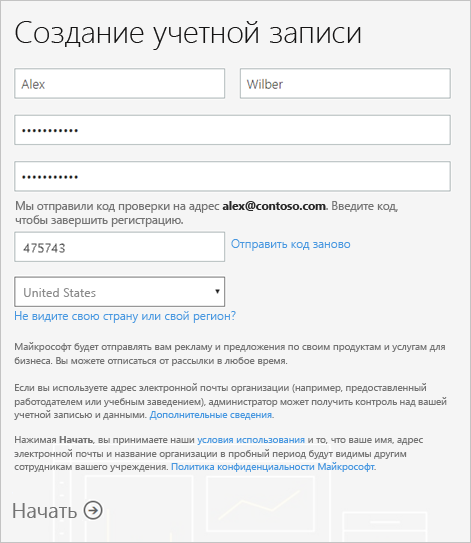 Создание учетной записи
Alex
Wilber
•••••••••••
•••••••••••
Мы отправили код проверки на адрес alex@contoso.com. Введите код,
чтобы завершить регистрацию.
475743
Отправить код заново
United States
Не видите свою страну или свой регион?
Майкрософт будет отправлять вам рекламу и предложения по своим продуктам и услугам для
бизнеса. Вы можете отписаться от рассылки в любое время.
Если вы используете адрес электронной почты организации (например, предоставленный
работодателем или учебным заведением), администратор может получить контроль над вашей
учетной записью и данными. Дополнительные сведения.
Нажимая Начать, вы принимаете наши условия использования и то, что ваше имя, адрес
электронной почты и название организации в пробный период будут видимы другим
сотрудникам вашего учреждения. Политика конфиденциальности Майкрософт.
Начать